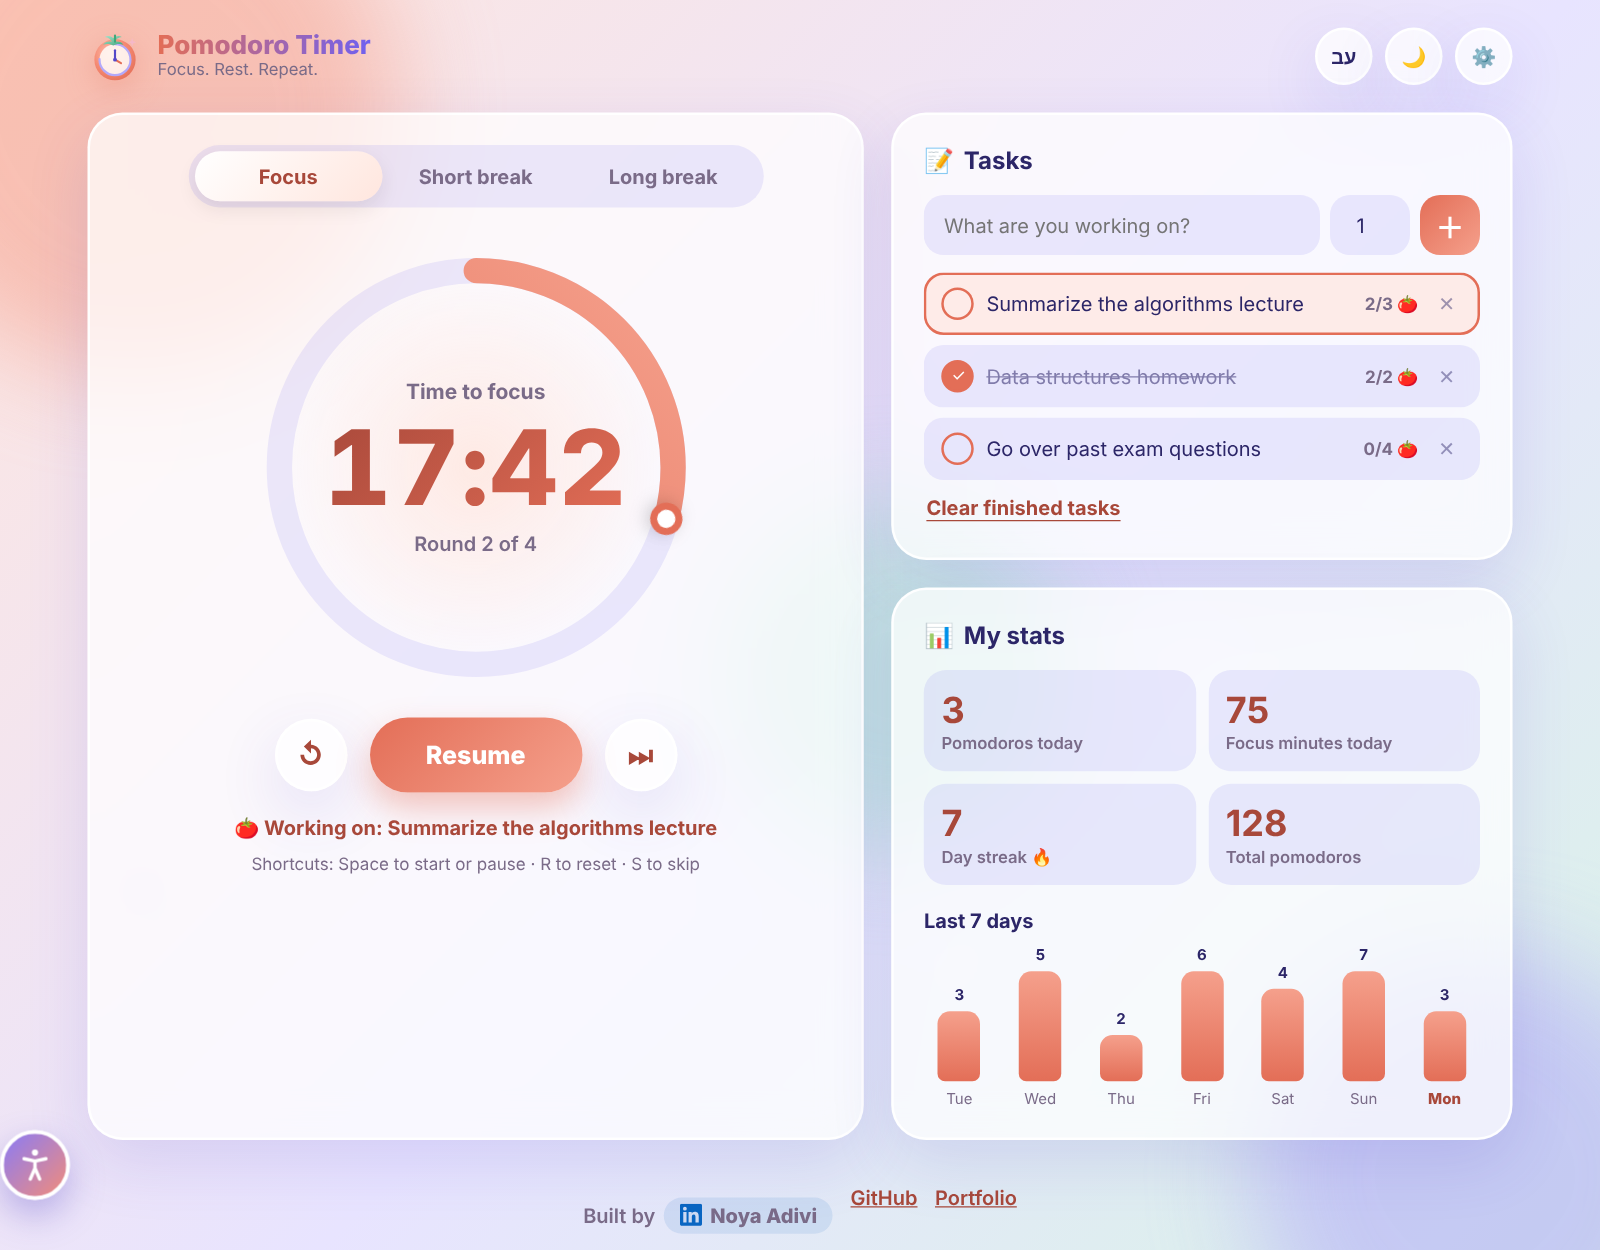 Pomodoro Timer
Focus. Rest. Repeat.
עב
Focus
Short break
Long break
Time to focus
17:42
Round 2 of 4
Resume
🍅 Working on: Summarize the algorithms lecture
Shortcuts: Space to start or pause · R to reset · S to skip
📝 Tasks
What are you working on?
1
+
Summarize the algorithms lecture
2/3 🍅 ✕
Data structures homework
2/2 🍅 ✕
Go over past exam questions
0/4 🍅 ✕
Clear finished tasks
📊 My stats
3
Pomodoros today
75
Focus minutes today
7
Day streak 🔥
128
Total pomodoros
Last 7 days
3 5 2 6 4 7 3
Tue Wed Thu Fri Sat Sun Mon
Built by in Noya Adivi GitHub Portfolio